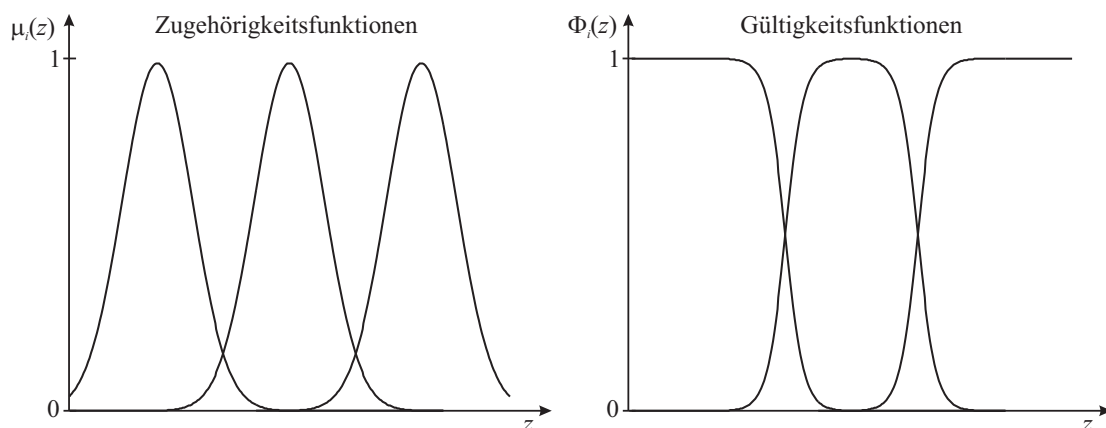 μᵢ(z) Zugehörigkeitsfunktionen
1
0
z
Φᵢ(z) Gültigkeitsfunktionen
1
0
z